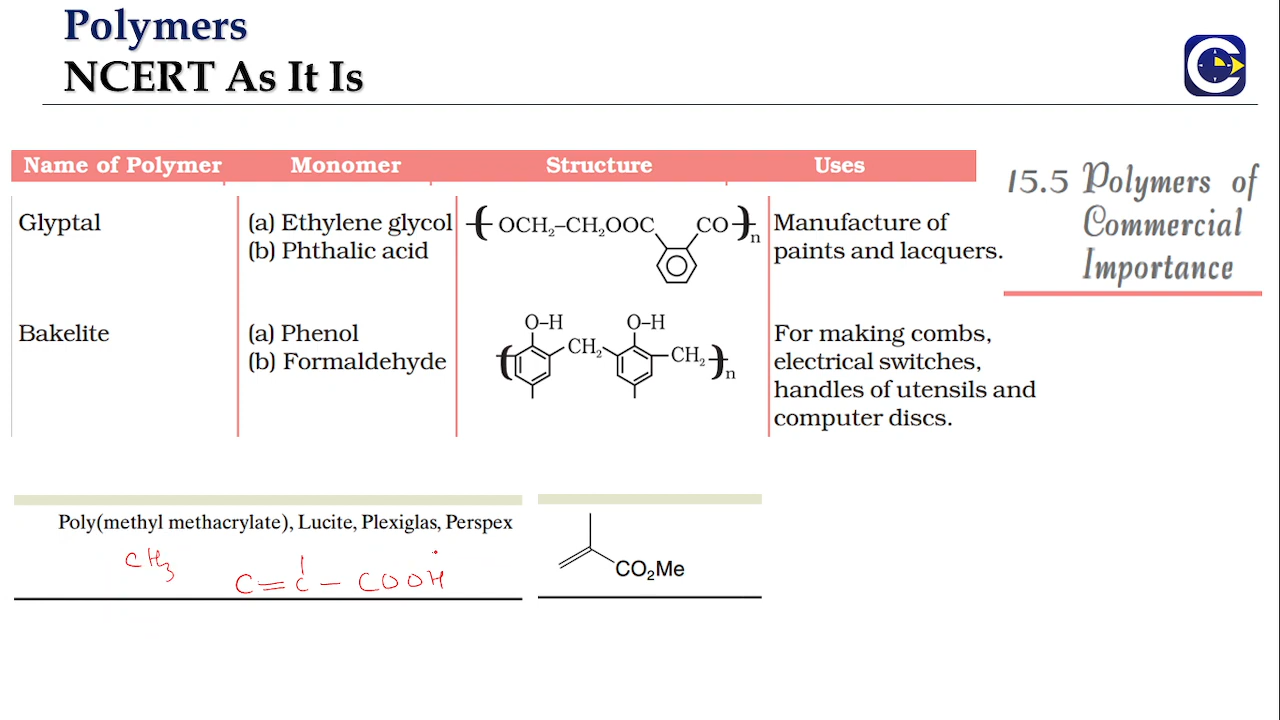 Polymers
NCERT As It Is
Name of Polymer Monomer Structure Uses
15.5 Polymers of
Commercial
Importance
Glyptal
(a) Ethylene glycol
(b) Phthalic acid
( OCH₂–CH₂OOC CO )n
Manufacture of
paints and lacquers.
Bakelite
(a) Phenol
(b) Formaldehyde
O–H O–H
( CH₂ CH₂ )n
For making combs,
electrical switches,
handles of utensils and
computer discs.
Poly(methyl methacrylate), Lucite, Plexiglas, Perspex
CH₃
C=C–COOH
CO₂Me